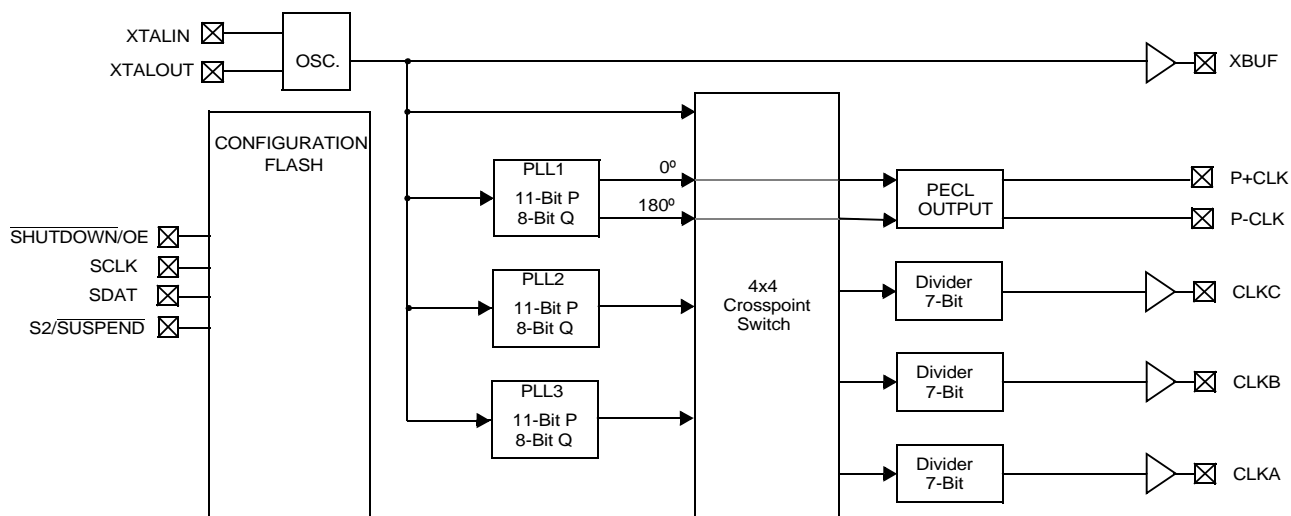 XTALIN
XTALOUT
OSC.
XBUF
CONFIGURATION
FLASH
SHUTDOWN/OE
SCLK
SDAT
S2/SUSPEND
PLL1
11-Bit P
8-Bit Q
0º
180º
PLL2
11-Bit P
8-Bit Q
PLL3
11-Bit P
8-Bit Q
4x4
Crosspoint
Switch
PECL
OUTPUT
P+CLK
P-CLK
Divider
7-Bit
CLKC
Divider
7-Bit
CLKB
Divider
7-Bit
CLKA